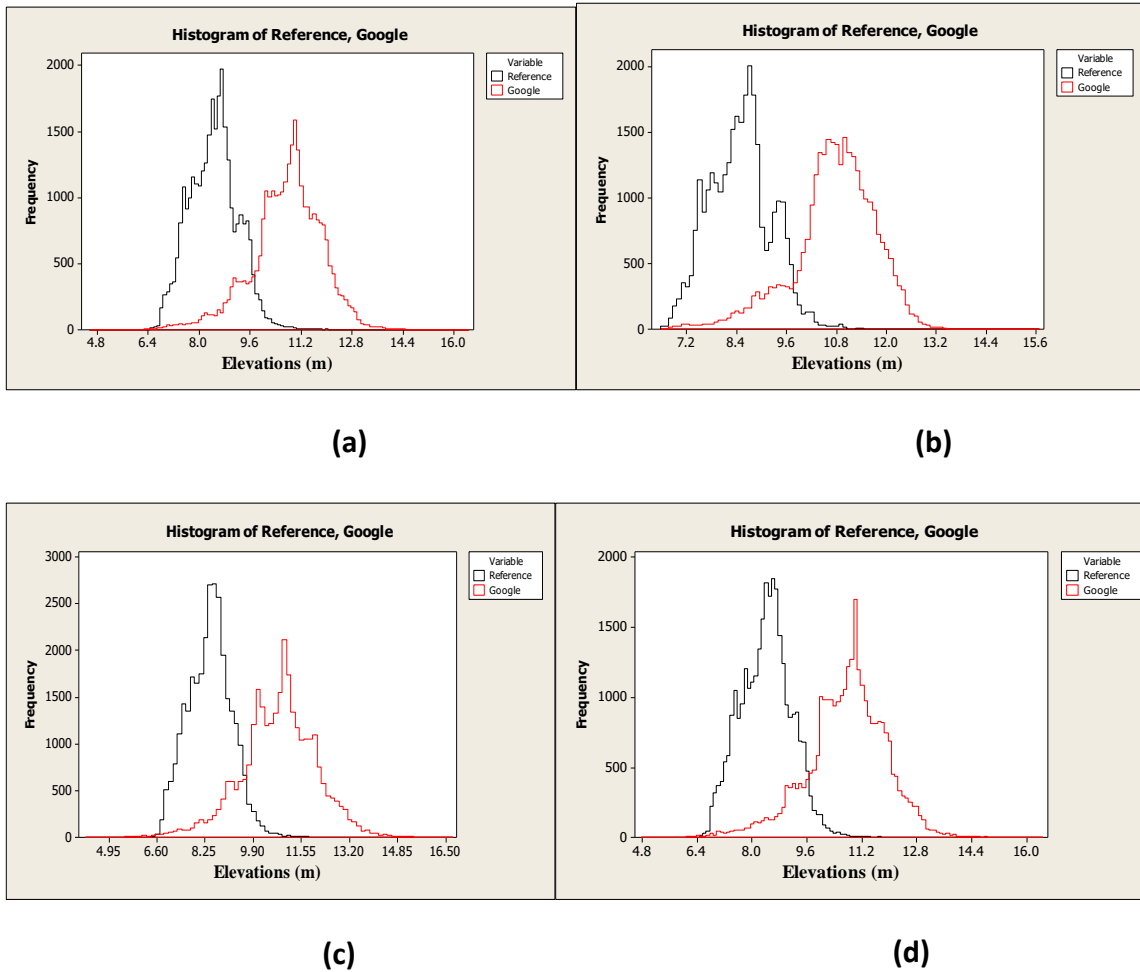 Histogram of Reference, Google
Variable
Reference
Google
Frequency
2000
1500
1000
500
0
4.8 6.4 8.0 9.6 11.2 12.8 14.4 16.0
Elevations (m)
(a)
Histogram of Reference, Google
Variable
Reference
Google
Frequency
2000
1500
1000
500
0
7.2 8.4 9.6 10.8 12.0 13.2 14.4 15.6
Elevations (m)
(b)
Histogram of Reference, Google
Variable
Reference
Google
Frequency
3000
2500
2000
1500
1000
500
0
4.95 6.60 8.25 9.90 11.55 13.20 14.85 16.50
Elevations (m)
(c)
Histogram of Reference, Google
Variable
Reference
Google
Frequency
2000
1500
1000
500
0
4.8 6.4 8.0 9.6 11.2 12.8 14.4 16.0
Elevations (m)
(d)